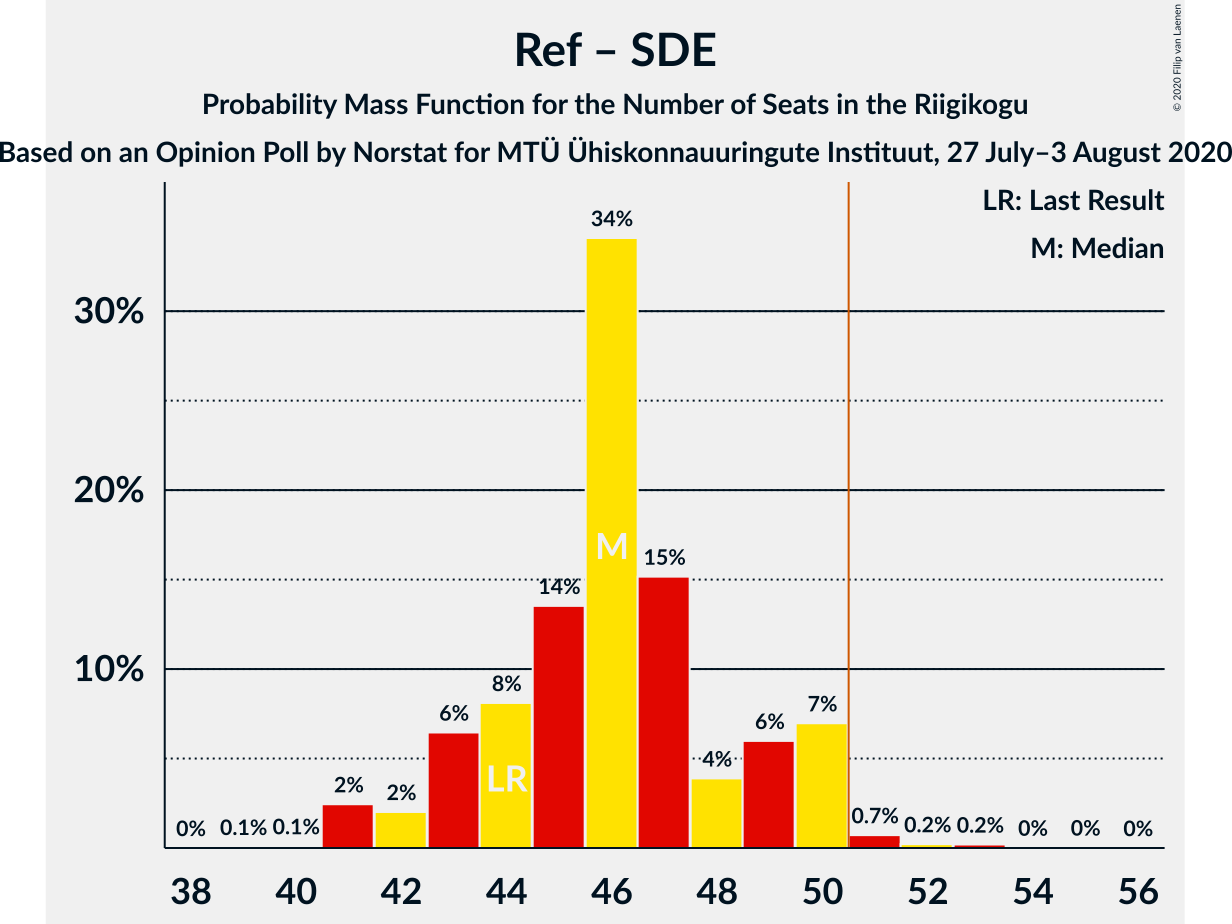 Ref – SDE
Probability Mass Function for the Number of Seats in the Riigikogu
Based on an Opinion Poll by Norstat for MTÜ Ühiskonnauuringute Instituut, 27 July–3 August 2020
© 2020 Filip van Laenen
LR: Last Result
M: Median
34%
30%
20%
M
15%
14%
10%
8%
6%
7%
6%
4%
LR
2%
2%
0.7%
0% 0.1% 0.1%
0.2% 0.2% 0% 0% 0%
38 40 42 44 46 48 50 52 54 56